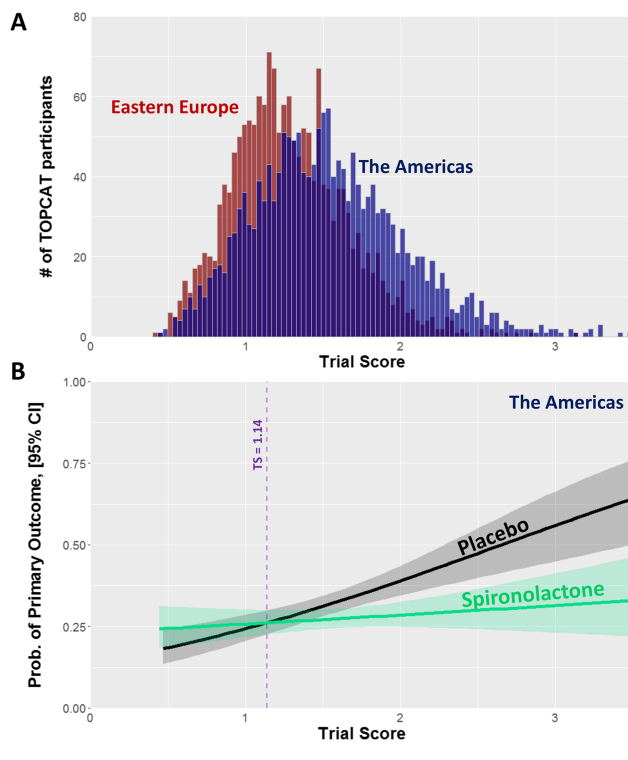 A
80
60
40
20
0
# of TOPCAT participants
Eastern Europe
The Americas
0 1 2 3
Trial Score
B
1.00
0.75
0.50
0.25
0.00
Prob. of Primary Outcome, [95% CI]
The Americas
TS = 1.14
Placebo
Spironolactone
0 1 2 3
Trial Score